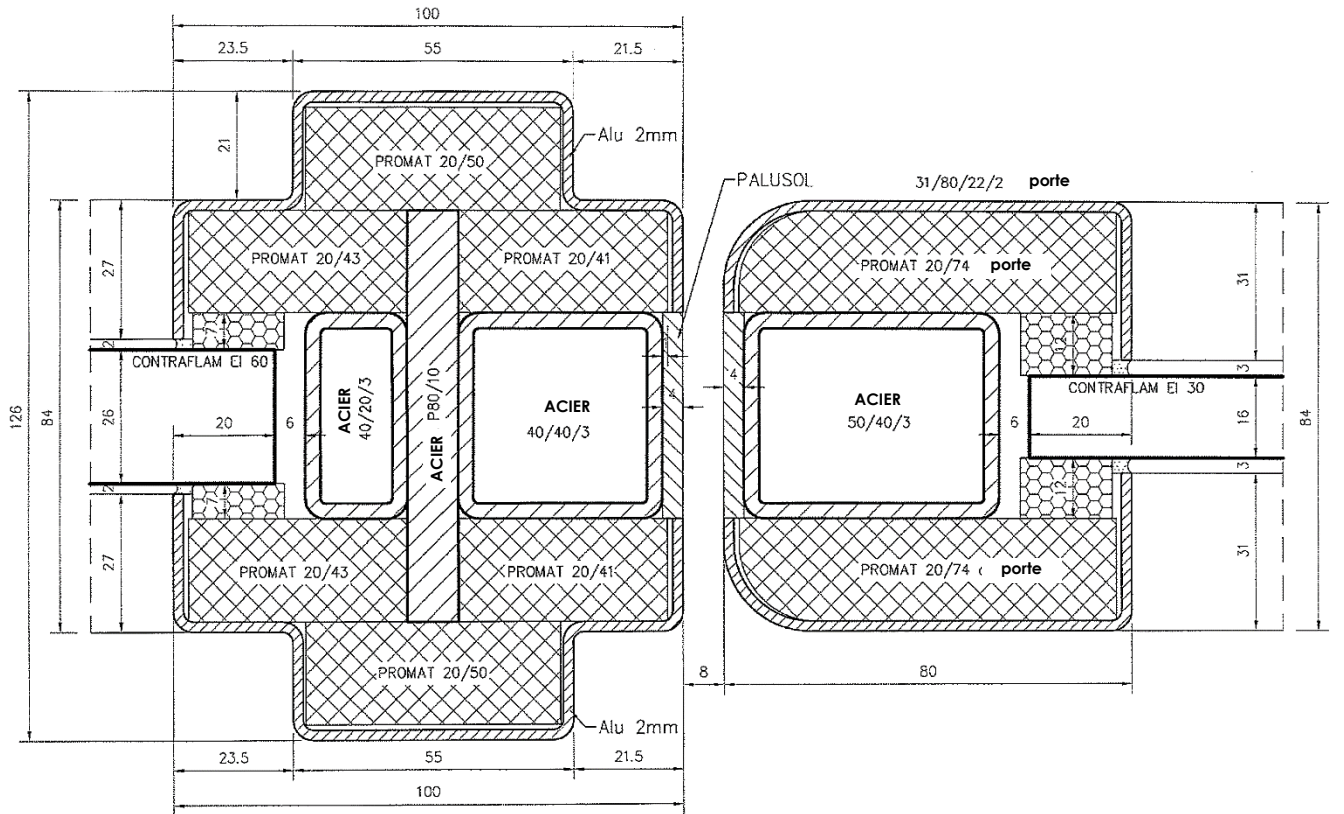 100
23.5
55
21.5
21
Alu 2mm
PROMAT 20/50
PALUSOL
31/80/22/2 porte
27
PROMAT 20/43
PROMAT 20/41
PROMAT 20/74 porte
31
7
12
2
CONTRAFLAM EI 60
3
CONTRAFLAM EI 30
126
84
26
20
6
ACIER
40/20/3
ACIER P80/10
ACIER
40/40/3
4
4
ACIER
50/40/3
6
20
16
84
2
7
12
3
27
PROMAT 20/43
PROMAT 20/41
PROMAT 20/74 porte
31
PROMAT 20/50
8
80
Alu 2mm
23.5
55
21.5
100